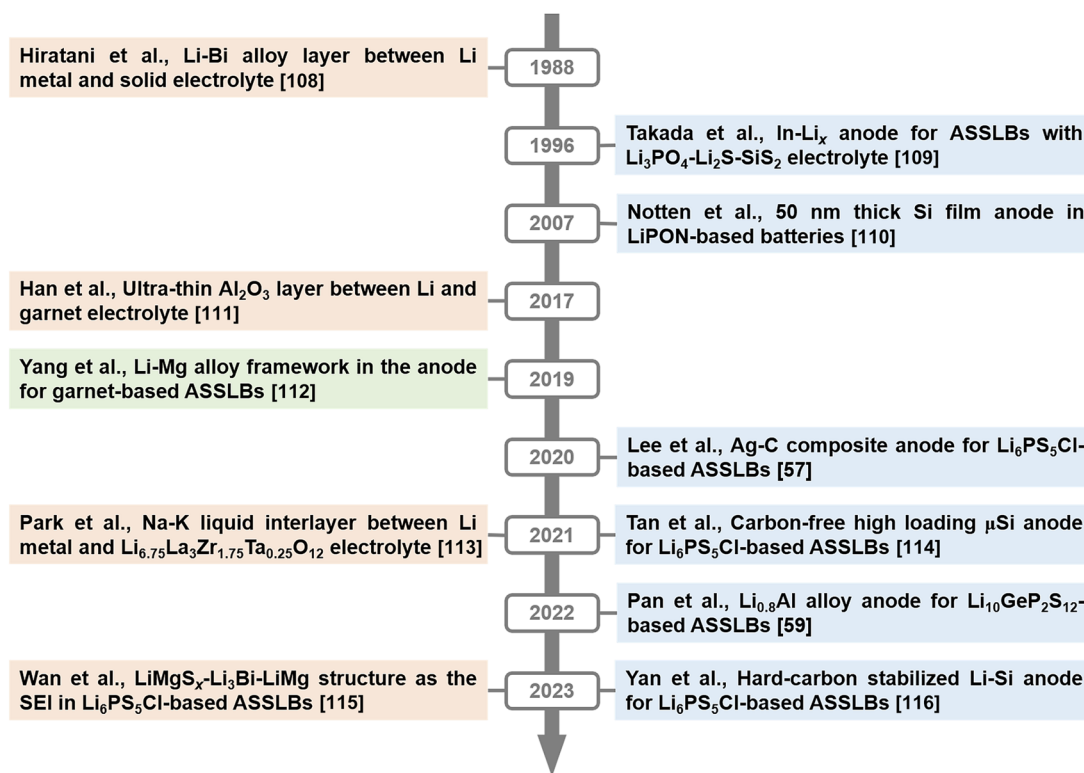 Hiratani et al., Li-Bi alloy layer between Li
metal and solid electrolyte [108]
1988
1996
Takada et al., In-Liₓ anode for ASSLBs with
Li₃PO₄-Li₂S-SiS₂ electrolyte [109]
2007
Notten et al., 50 nm thick Si film anode in
LiPON-based batteries [110]
Han et al., Ultra-thin Al₂O₃ layer between Li and
garnet electrolyte [111]
2017
Yang et al., Li-Mg alloy framework in the anode
for garnet-based ASSLBs [112]
2019
2020
Lee et al., Ag-C composite anode for Li₆PS₅Cl-
based ASSLBs [57]
Park et al., Na-K liquid interlayer between Li
metal and Li₆.₇₅La₃Zr₁.₇₅Ta₀.₂₅O₁₂ electrolyte [113]
2021
Tan et al., Carbon-free high loading μSi anode
for Li₆PS₅Cl-based ASSLBs [114]
2022
Pan et al., Li₀.₈Al alloy anode for Li₁₀GeP₂S₁₂-
based ASSLBs [59]
Wan et al., LiMgSₓ-Li₃Bi-LiMg structure as the
SEI in Li₆PS₅Cl-based ASSLBs [115]
2023
Yan et al., Hard-carbon stabilized Li-Si anode
for Li₆PS₅Cl-based ASSLBs [116]